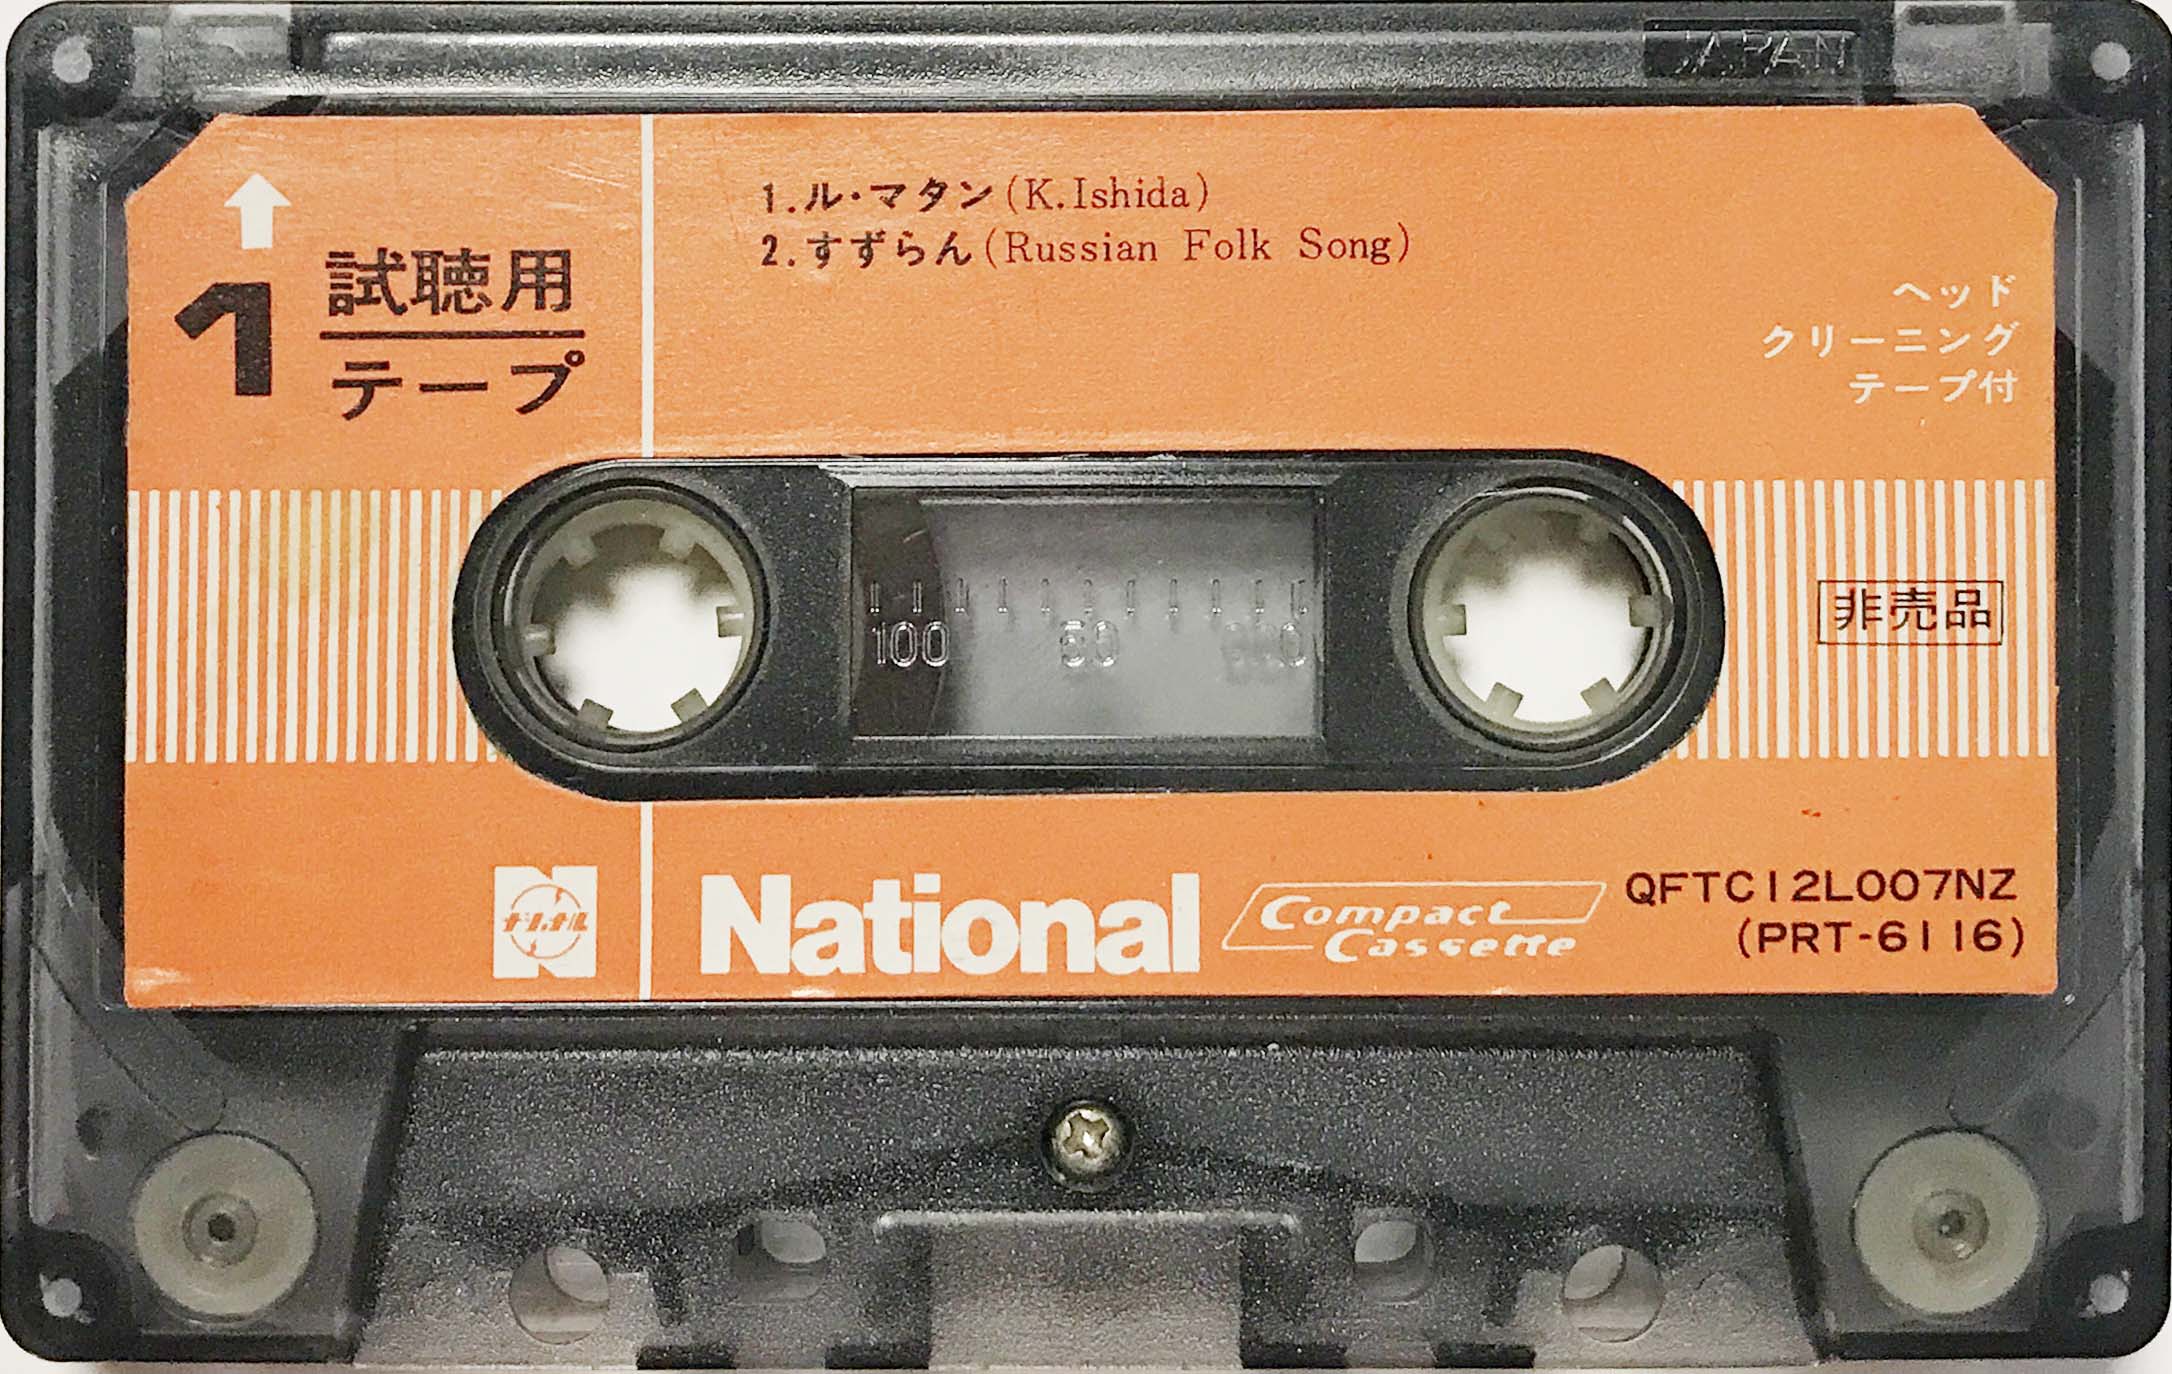 JAPAN
1.ル・マタン(K.Ishida)
2.すずらん(Russian Folk Song)
1
試聴用
テープ
ヘッド
クリーニング
テープ付
100 50 0
非売品
ナショナル
National
Compact
Cassette
QFTC12L007NZ
(PRT-6116)